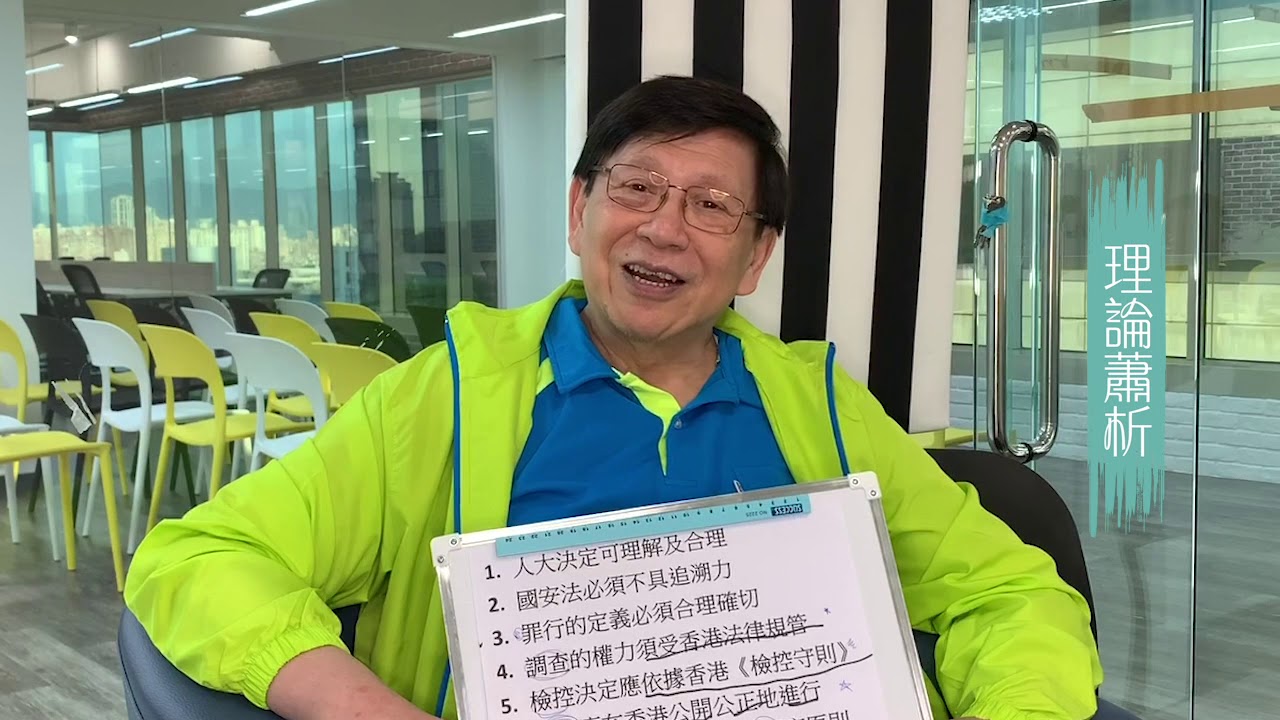 SUCCESS
1. 人大決定可理解及合理
2. 國安法必須不具追溯力
3. 罪行的定義必須合理確切
4. 調查的權力須受香港法律規管
5. 檢控決定應依據香港《檢控守則》
在香港公開公正地進行
原則
理論蕭析